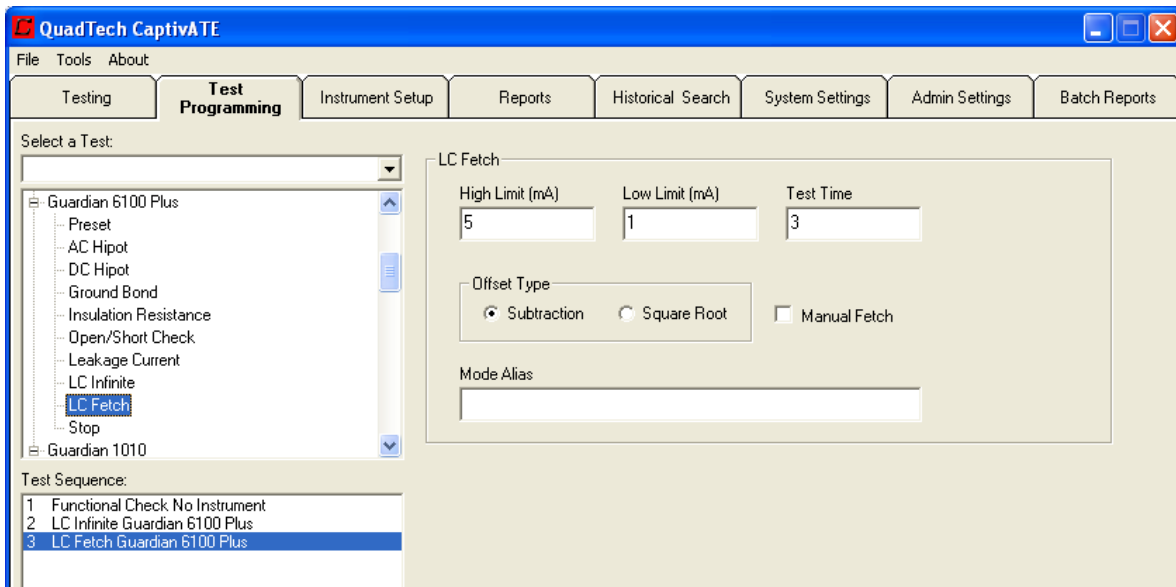 QuadTech CaptivATE
File Tools About
Testing
Test Programming
Instrument Setup
Reports
Historical Search
System Settings
Admin Settings
Batch Reports
Select a Test:
Guardian 6100 Plus
Preset
AC Hipot
DC Hipot
Ground Bond
Insulation Resistance
Open/Short Check
Leakage Current
LC Infinite
LC Fetch
Stop
Guardian 1010
Test Sequence:
1 Functional Check No Instrument
2 LC Infinite Guardian 6100 Plus
3 LC Fetch Guardian 6100 Plus
LC Fetch
High Limit (mA) Low Limit (mA) Test Time
5 1 3
Offset Type
Subtraction Square Root Manual Fetch
Mode Alias